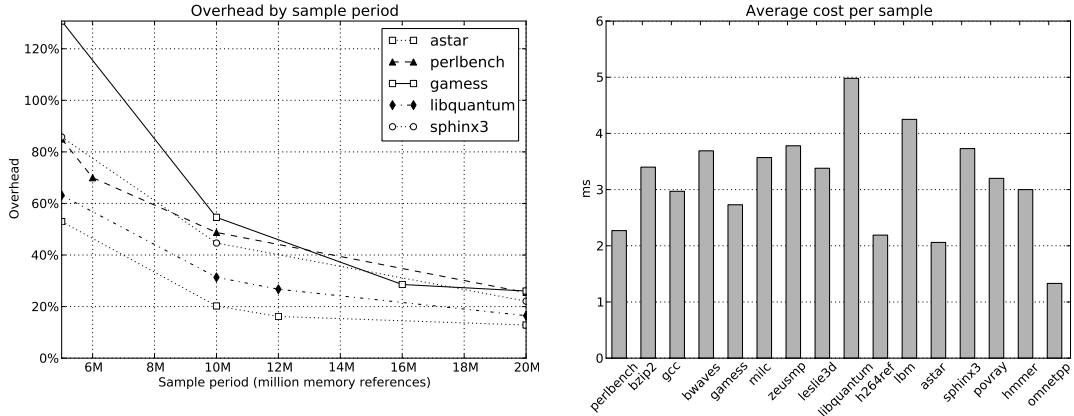 Overhead by sample period
120%
100%
80%
60%
40%
20%
0%
Overhead
astar
perlbench
gamess
libquantum
sphinx3
6M 8M 10M 12M 14M 16M 18M 20M
Sample period (million memory references)
Average cost per sample
6
5
4
3
2
1
0
ms
perlbench
bzip2
gcc
bwaves
gamess
milc
zeusmp
leslie3d
libquantum
h264ref
lbm
astar
sphinx3
povray
hmmer
omnetpp